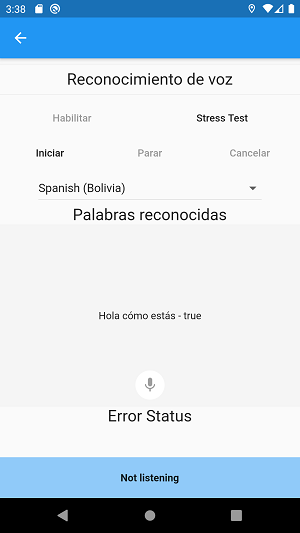 3:38
Reconocimiento de voz
Habilitar Stress Test
Iniciar Parar Cancelar
Spanish (Bolivia)
Palabras reconocidas
Hola cómo estás - true
Error Status
Not listening